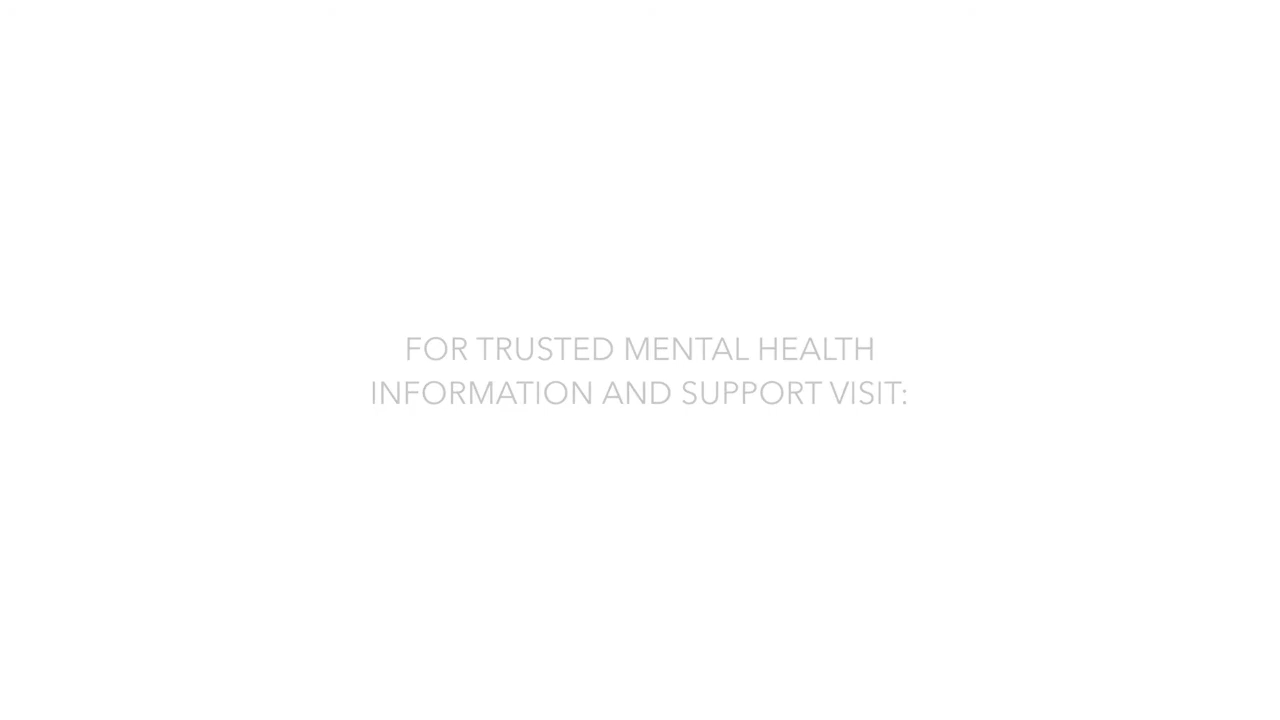 FOR TRUSTED MENTAL HEALTH
INFORMATION AND SUPPORT VISIT: